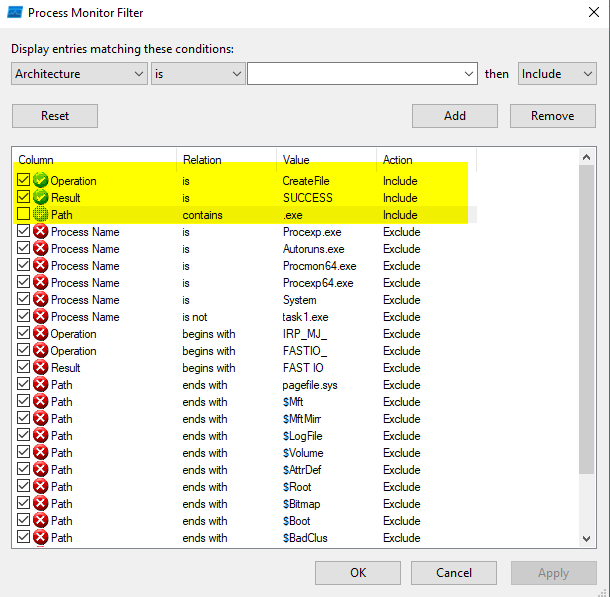 Process Monitor Filter
Display entries matching these conditions:
Architecture is then Include
Reset Add Remove
Column Relation Value Action
Operation is CreateFile Include
Result is SUCCESS Include
Path contains .exe Include
Process Name is Procexp.exe Exclude
Process Name is Autoruns.exe Exclude
Process Name is Procmon64.exe Exclude
Process Name is Procexp64.exe Exclude
Process Name is System Exclude
Process Name is not task1.exe Exclude
Operation begins with IRP_MJ_ Exclude
Operation begins with FASTIO_ Exclude
Result begins with FAST IO Exclude
Path ends with pagefile.sys Exclude
Path ends with $Mft Exclude
Path ends with $MftMirr Exclude
Path ends with $LogFile Exclude
Path ends with $Volume Exclude
Path ends with $AttrDef Exclude
Path ends with $Root Exclude
Path ends with $Bitmap Exclude
Path ends with $Boot Exclude
Path ends with $BadClus Exclude
OK Cancel Apply